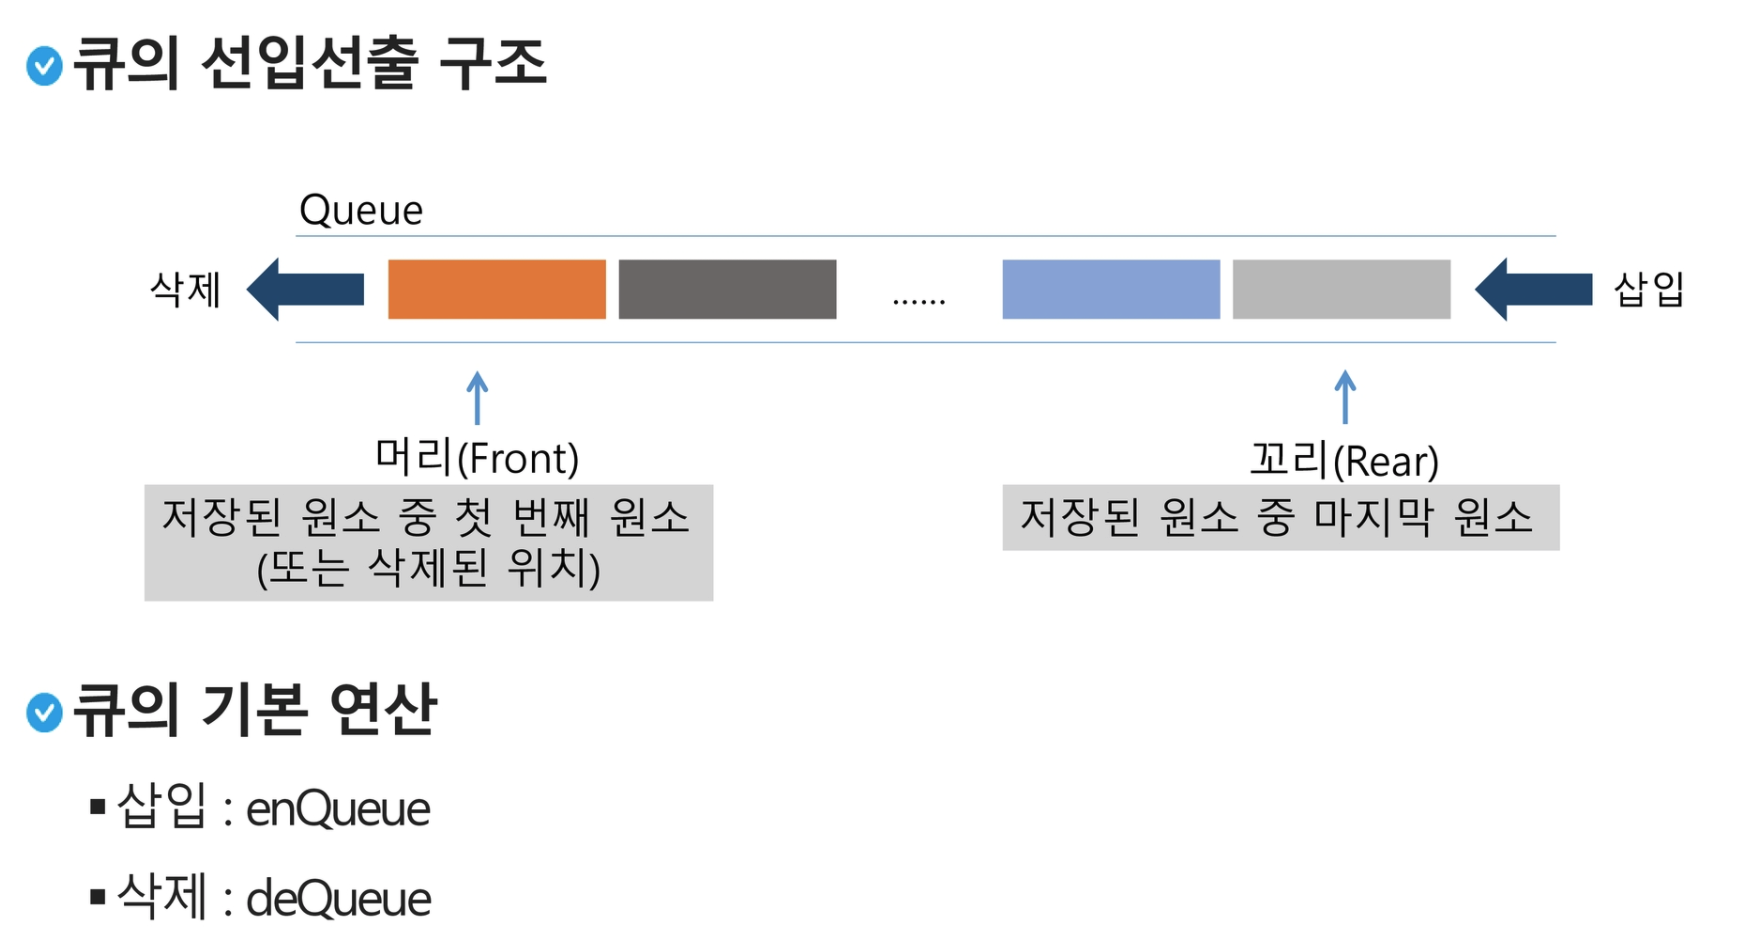 큐의 선입선출 구조
Queue
삭제
......
삽입
머리(Front)
저장된 원소 중 첫 번째 원소
(또는 삭제된 위치)
꼬리(Rear)
저장된 원소 중 마지막 원소
큐의 기본 연산
▪ 삽입 : enQueue
▪ 삭제 : deQueue